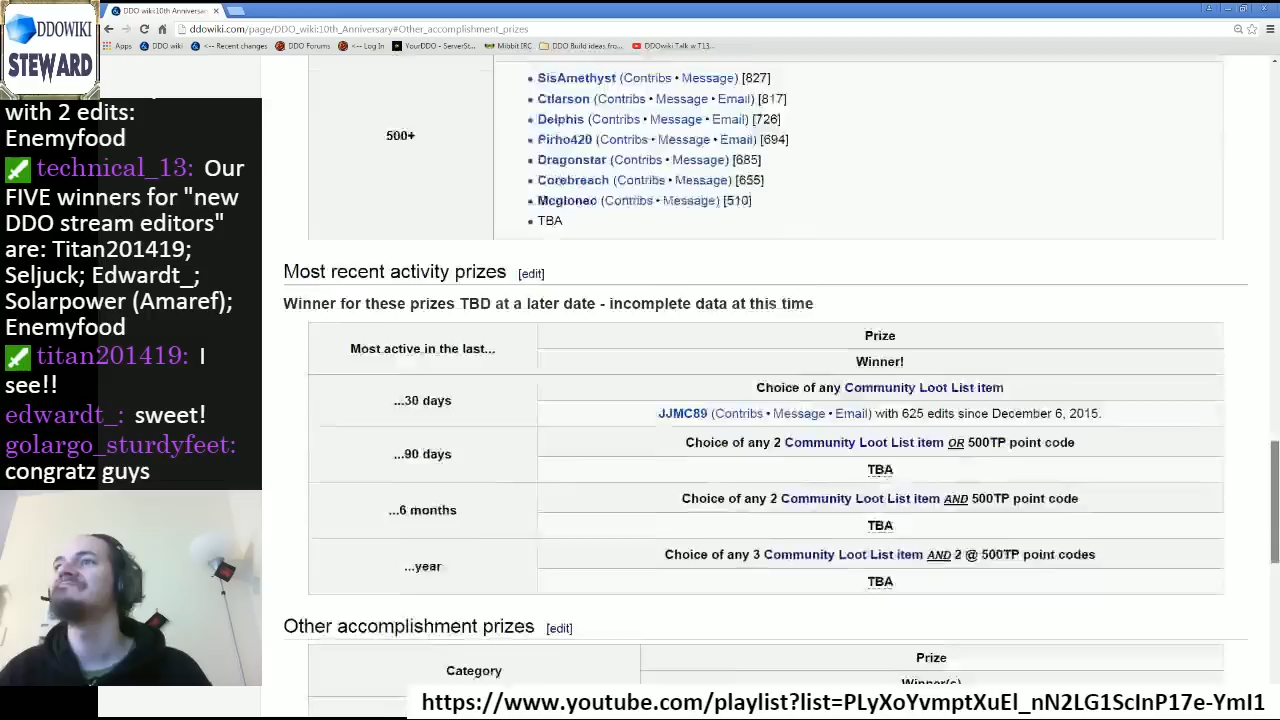 DDOWIKI
STEWARD
with 2 edits:
Enemyfood
technical_13: Our
FIVE winners for "new
DDO stream editors"
are: Titan201419;
Seljuck; Edwardt_;
Solarpower (Amaref);
Enemyfood
titan201419: I
see!!
edwardt_: sweet!
golargo_sturdyfeet:
congratz guys
DDO wiki:10th Anniversar
ddowiki.com/page/DDO_wiki:10th_Anniversary#Other_accomplishment_prizes
Apps DDO wiki <-- Recent changes DDO Forums <-- Log In YourDDO - ServerSt... Mibbit IRC DDO Build ideas,fro... DDOwiki Talk w T13...
500+
SisAmethyst (Contribs • Message) [827]
Ctlarson (Contribs • Message • Email) [817]
Delphis (Contribs • Message • Email) [726]
Pirho420 (Contribs • Message • Email) [694]
Dragonstar (Contribs • Message) [685]
Corebreach (Contribs • Message) [655]
Mcglonec (Contribs • Message) [510]
TBA
Most recent activity prizes [edit]
Winner for these prizes TBD at a later date - incomplete data at this time
Most active in the last...
Prize
Winner!
...30 days
Choice of any Community Loot List item
JJMC89 (Contribs • Message • Email) with 625 edits since December 6, 2015.
...90 days
Choice of any 2 Community Loot List item OR 500TP point code
TBA
...6 months
Choice of any 2 Community Loot List item AND 500TP point code
TBA
...year
Choice of any 3 Community Loot List item AND 2 @ 500TP point codes
TBA
Other accomplishment prizes [edit]
Category
Prize
Winner(s)
https://www.youtube.com/playlist?list=PLyXoYvmptXuEl_nN2LG1ScInP17e-YmI1